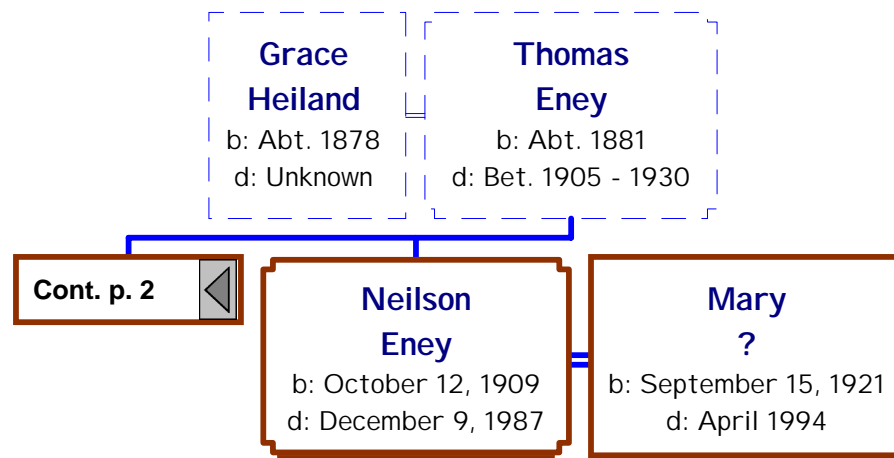 Grace
Heiland
b: Abt. 1878
d: Unknown
Thomas
Eney
b: Abt. 1881
d: Bet. 1905 - 1930
Cont. p. 2
Neilson
Eney
b: October 12, 1909
d: December 9, 1987
Mary
?
b: September 15, 1921
d: April 1994